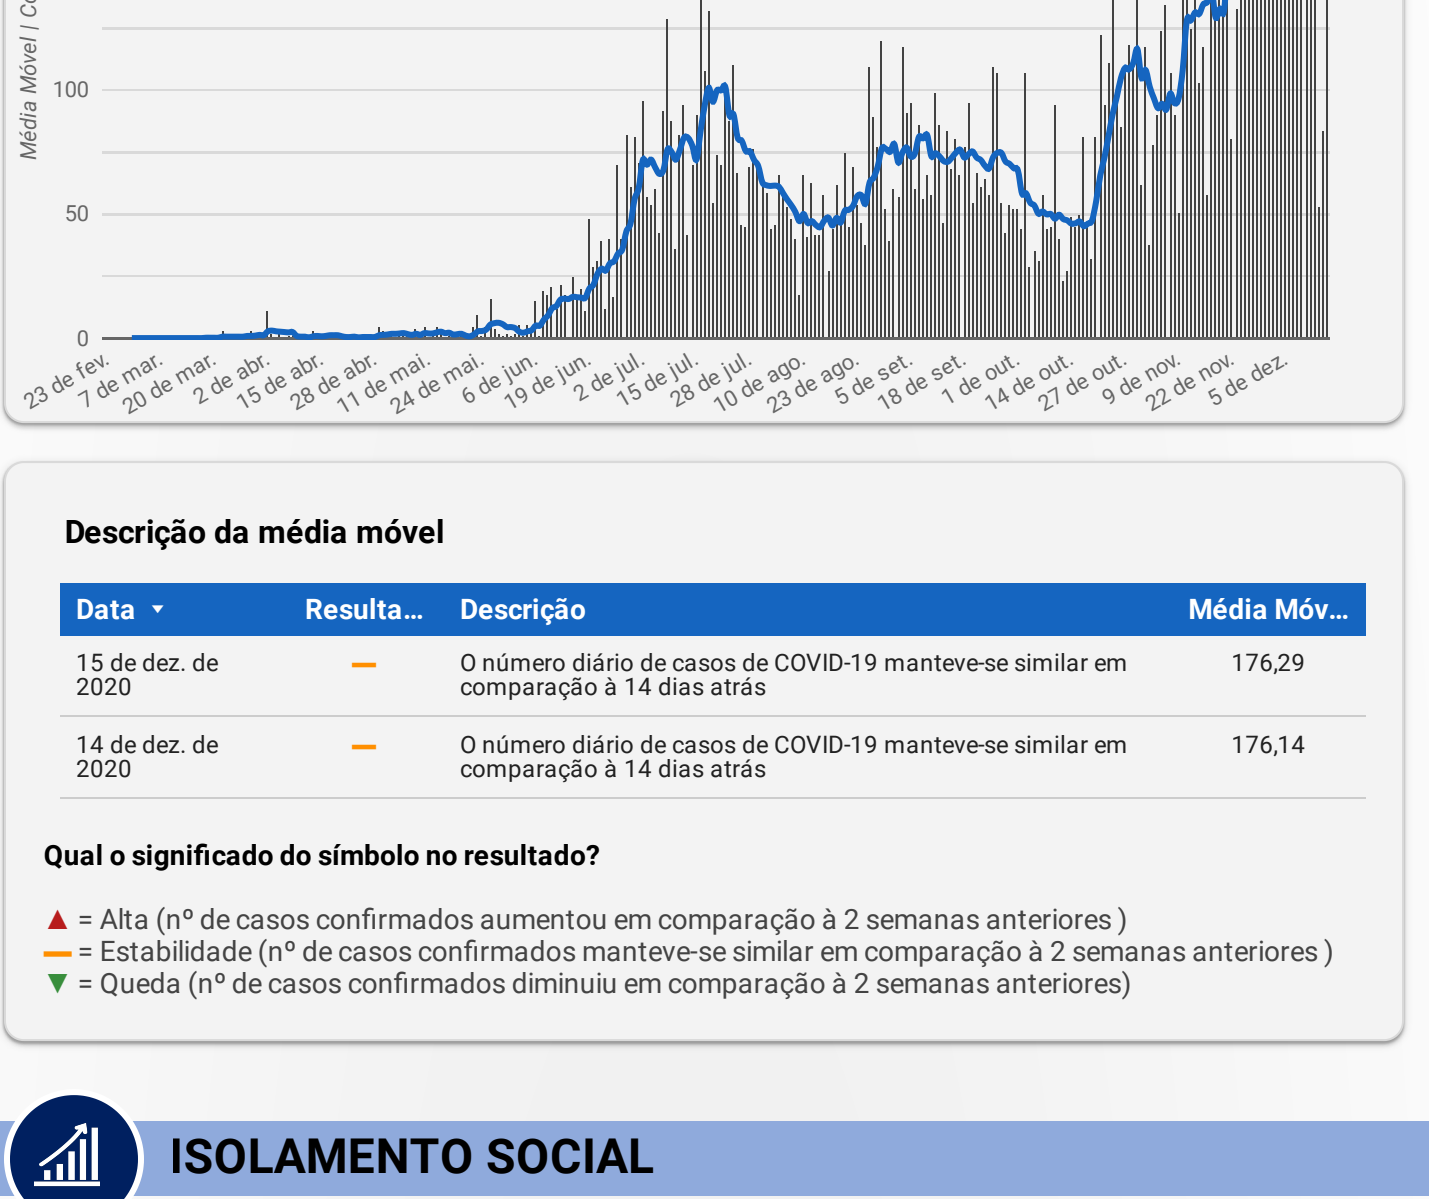 Média Móvel |
100
50
0
23 de fev.
7 de mar.
20 de mar.
2 de abr.
15 de abr.
28 de abr.
11 de mai.
24 de mai.
6 de jun.
19 de jun.
2 de jul.
15 de jul.
28 de jul.
10 de ago.
23 de ago.
5 de set.
18 de set.
1 de out.
14 de out.
27 de out.
9 de nov.
22 de nov.
5 de dez.
Descrição da média móvel
Data Resulta... Descrição Média Móv...
15 de dez. de O número diário de casos de COVID-19 manteve-se similar em 176,29
2020 comparação à 14 dias atrás
14 de dez. de O número diário de casos de COVID-19 manteve-se similar em 176,14
2020 comparação à 14 dias atrás
Qual o significado do símbolo no resultado?
▲ = Alta (nº de casos confirmados aumentou em comparação à 2 semanas anteriores )
— = Estabilidade (nº de casos confirmados manteve-se similar em comparação à 2 semanas anteriores )
▼ = Queda (nº de casos confirmados diminuiu em comparação à 2 semanas anteriores)
ISOLAMENTO SOCIAL